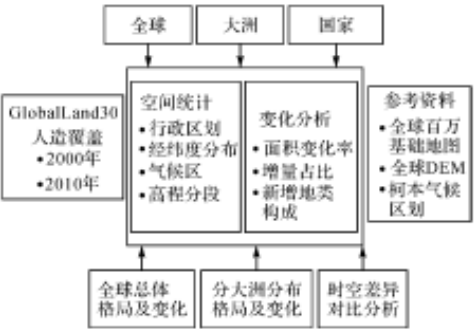 全球
大洲
国家
GlobalLand30
人造覆盖
•2000年
•2010年
空间统计
•行政区划
•经纬度分布
•气候区
•高程分段
变化分析
•面积变化率
•增量占比
•新增地类
构成
参考资料
•全球百万
基础地图
•全球DEM
•柯本气候
区划
全球总体
格局及变化
分大洲分布
格局及变化
时空差异
对比分析